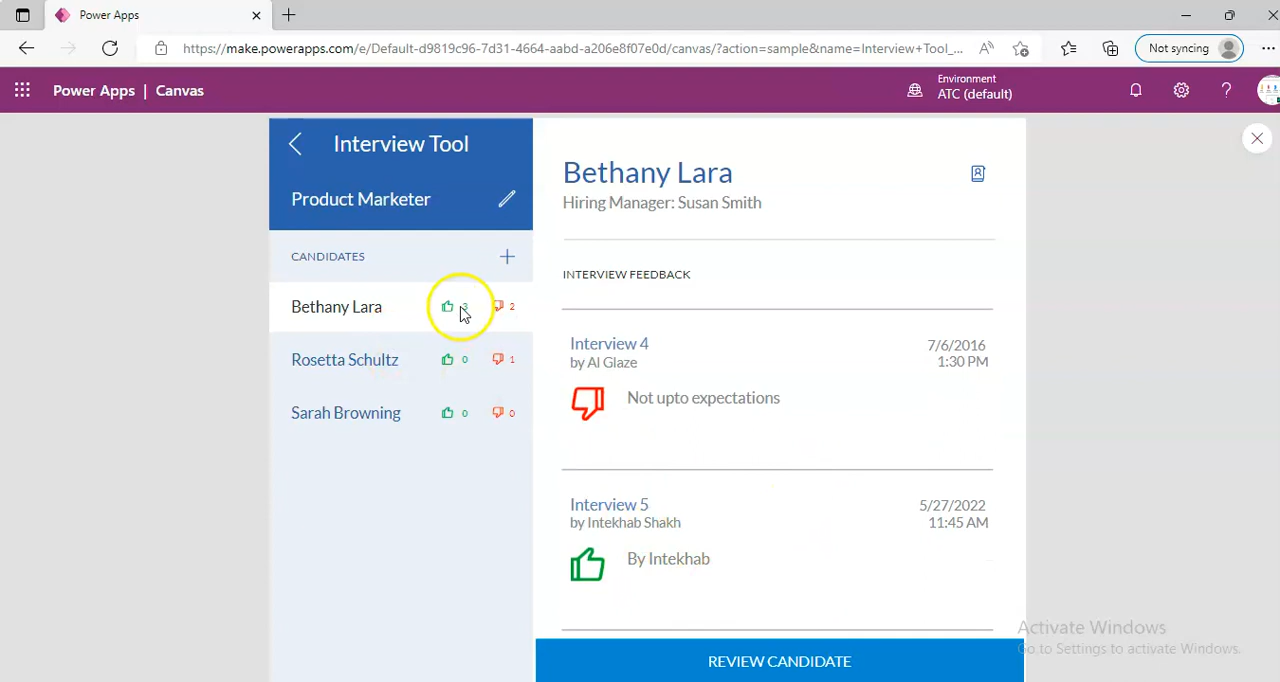 Power Apps
https://make.powerapps.com/e/Default-d9819c96-7d31-4664-aabd-a206e8f07e0d/canvas/?action=sample&name=Interview+Tool_...
Not syncing
Power Apps | Canvas
Environment
ATC (default)
Interview Tool
Product Marketer
CANDIDATES
Bethany Lara 3 2
Rosetta Schultz 0 1
Sarah Browning 0 0
Bethany Lara
Hiring Manager: Susan Smith
INTERVIEW FEEDBACK
Interview 4 7/6/2016
by Al Glaze 1:30 PM
Not upto expectations
Interview 5 5/27/2022
by Intekhab Shakh 11:45 AM
By Intekhab
REVIEW CANDIDATE
Activate Windows
Go to Settings to activate Windows.